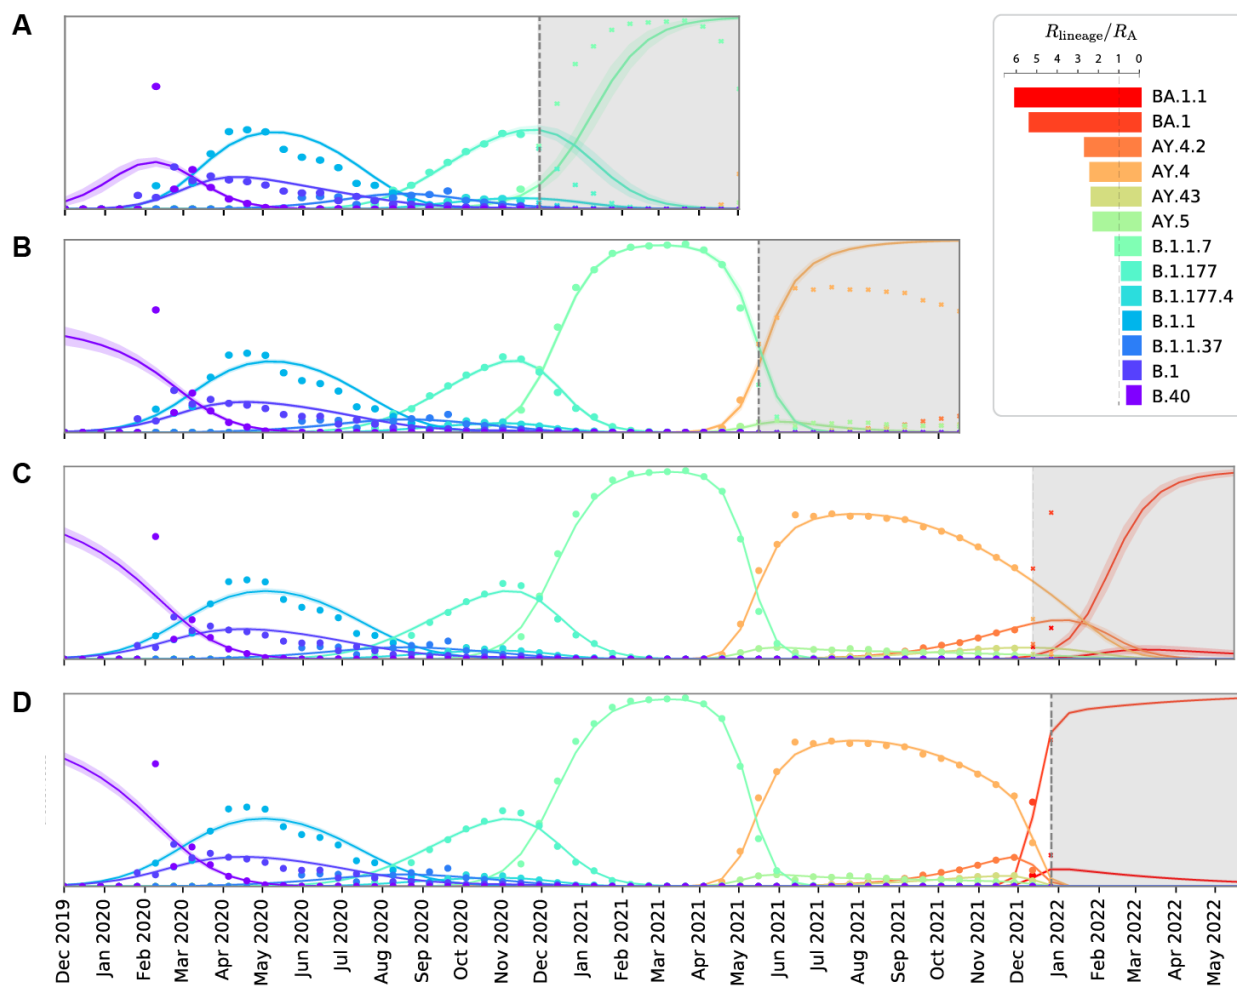 A
B
C
D
R_lineage/R_A
6 5 4 3 2 1 0
BA.1.1
BA.1
AY.4.2
AY.4
AY.43
AY.5
B.1.1.7
B.1.177
B.1.177.4
B.1.1
B.1.1.37
B.1
B.40
Dec 2019
Jan 2020
Feb 2020
Mar 2020
Apr 2020
May 2020
Jun 2020
Jul 2020
Aug 2020
Sep 2020
Oct 2020
Nov 2020
Dec 2020
Jan 2021
Feb 2021
Mar 2021
Apr 2021
May 2021
Jun 2021
Jul 2021
Aug 2021
Sep 2021
Oct 2021
Nov 2021
Dec 2021
Jan 2022
Feb 2022
Mar 2022
Apr 2022
May 2022